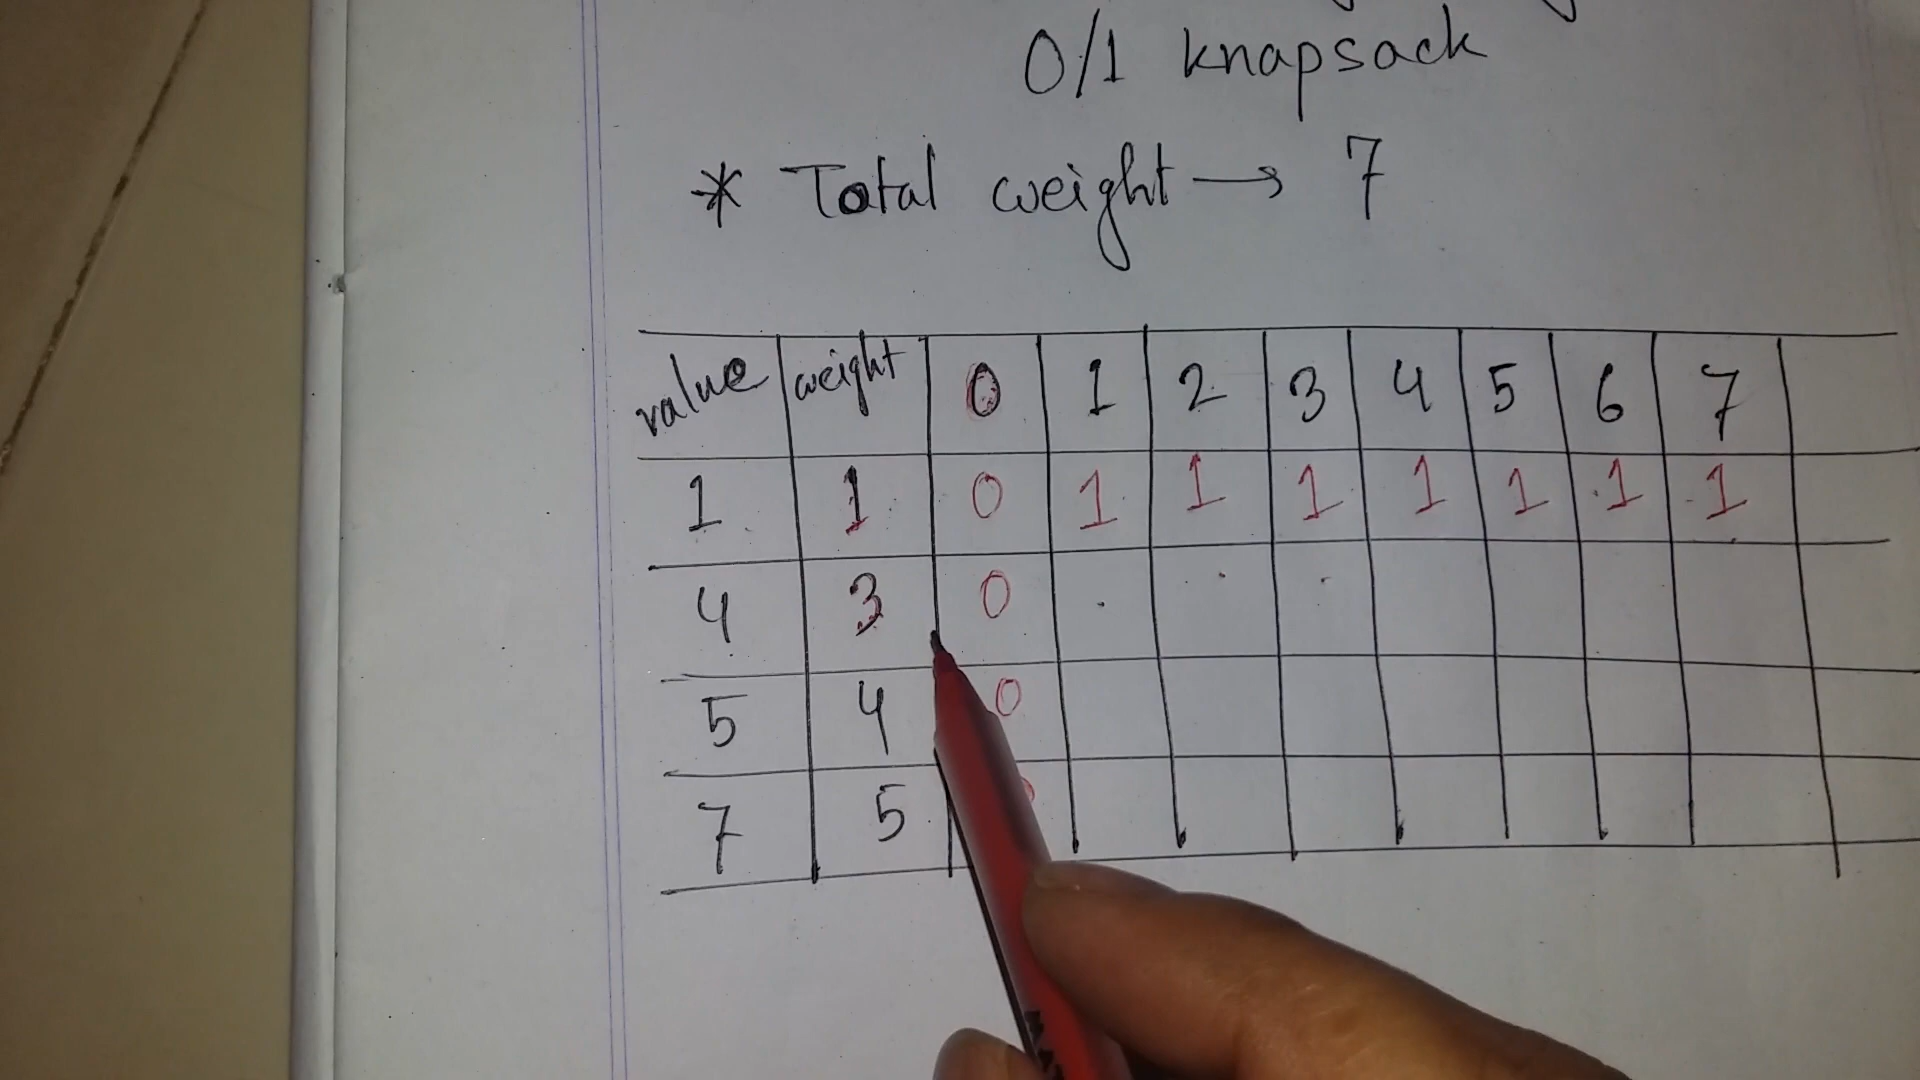 0/1 knapsack
* Total weight → 7
value weight 0 1 2 3 4 5 6 7
1 1 0 1 1 1 1 1 1 1
4 3 0
5 4 0
7 5